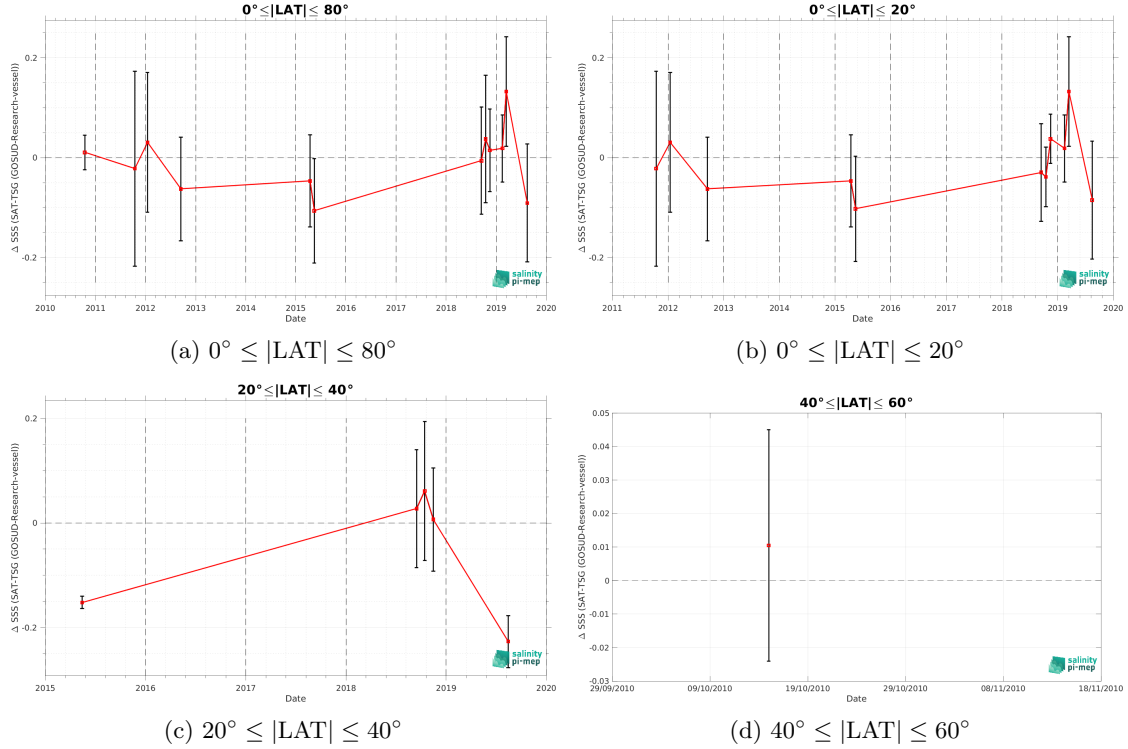 0°≤|LAT|≤ 80°
Δ SSS (SAT-TSG (GOSUD-Research-vessel))
0.2
0
-0.2
2010 2011 2012 2013 2014 2015 2016 2017 2018 2019 2020
Date
salinity
pi-mep
(a) 0° ≤ |LAT| ≤ 80°
0°≤|LAT|≤ 20°
Δ SSS (SAT-TSG (GOSUD-Research-vessel))
0.2
0
-0.2
2011 2012 2013 2014 2015 2016 2017 2018 2019 2020
Date
salinity
pi-mep
(b) 0° ≤ |LAT| ≤ 20°
20°≤|LAT|≤ 40°
Δ SSS (SAT-TSG (GOSUD-Research-vessel))
0.2
0
-0.2
2015 2016 2017 2018 2019 2020
Date
salinity
pi-mep
(c) 20° ≤ |LAT| ≤ 40°
40°≤|LAT|≤ 60°
Δ SSS (SAT-TSG (GOSUD-Research-vessel))
0.05
0.04
0.03
0.02
0.01
0
-0.01
-0.02
-0.03
29/09/2010 09/10/2010 19/10/2010 29/10/2010 08/11/2010 18/11/2010
Date
salinity
pi-mep
(d) 40° ≤ |LAT| ≤ 60°